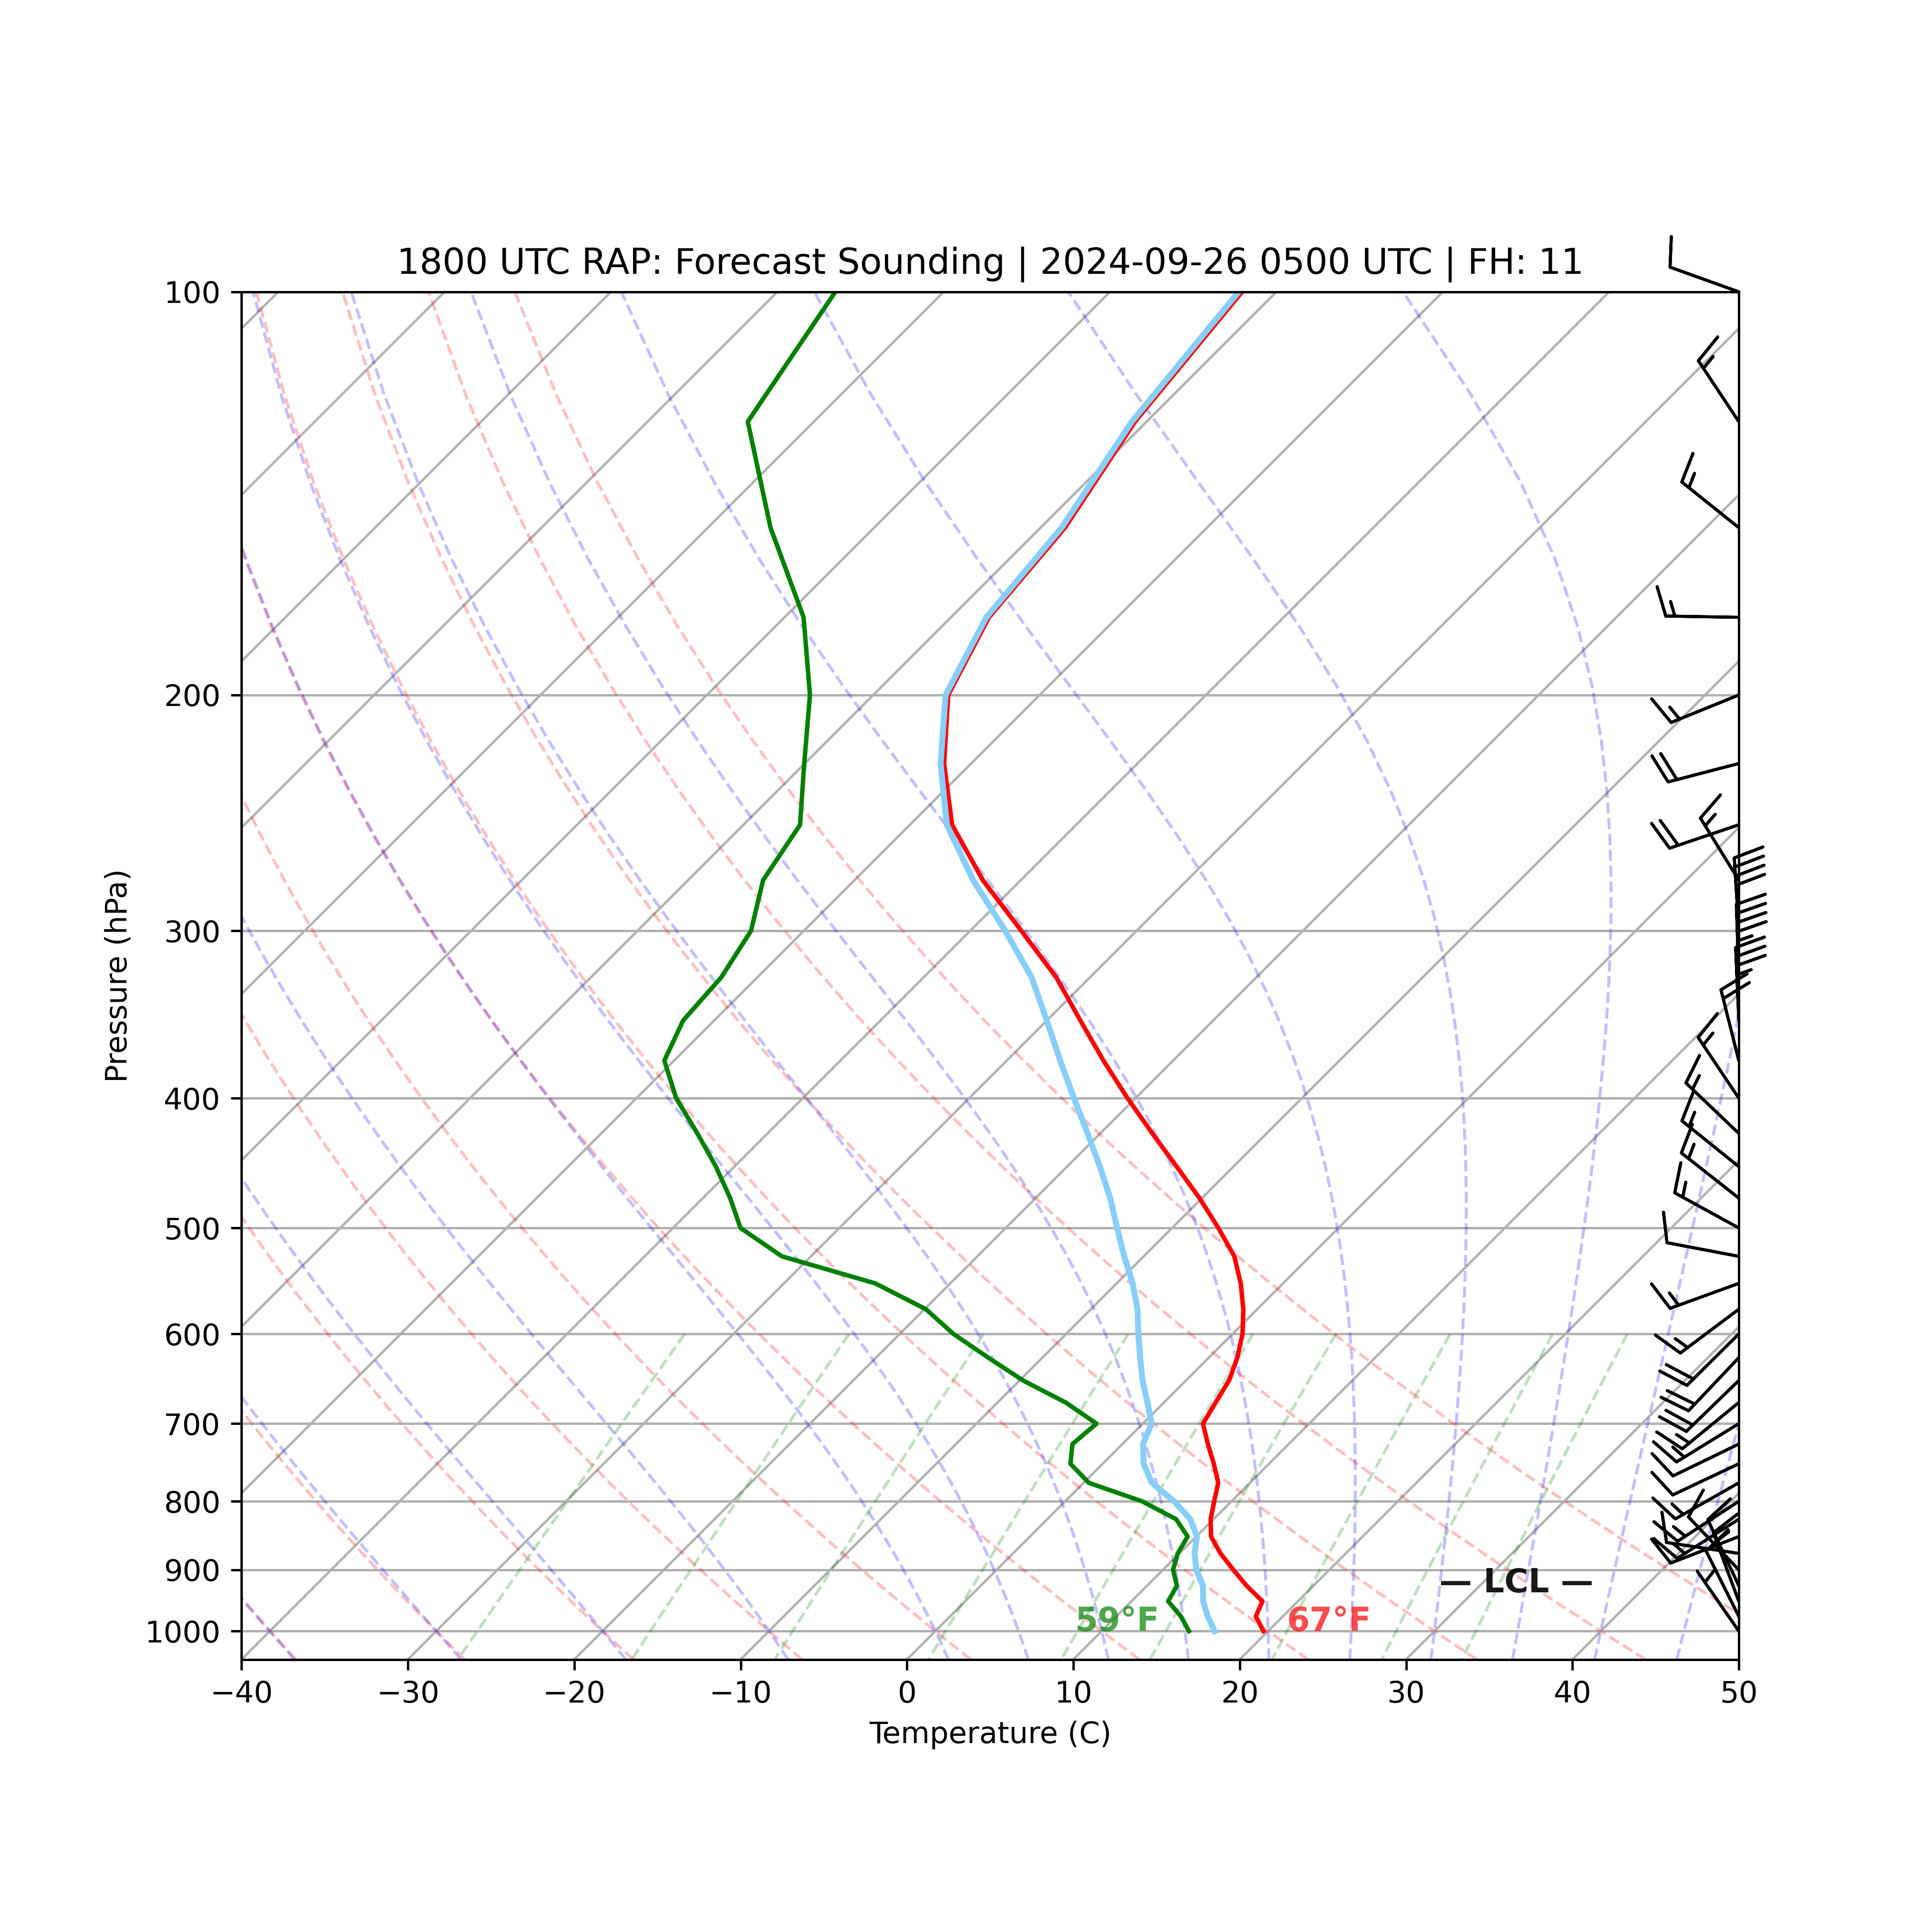 1800 UTC RAP: Forecast Sounding | 2024-09-26 0500 UTC | FH: 11
100
200
300
400
500
600
700
800
900
1000
Pressure (hPa)
— LCL —
59°F 67°F
−40 −30 −20 −10 0 10 20 30 40 50
Temperature (C)